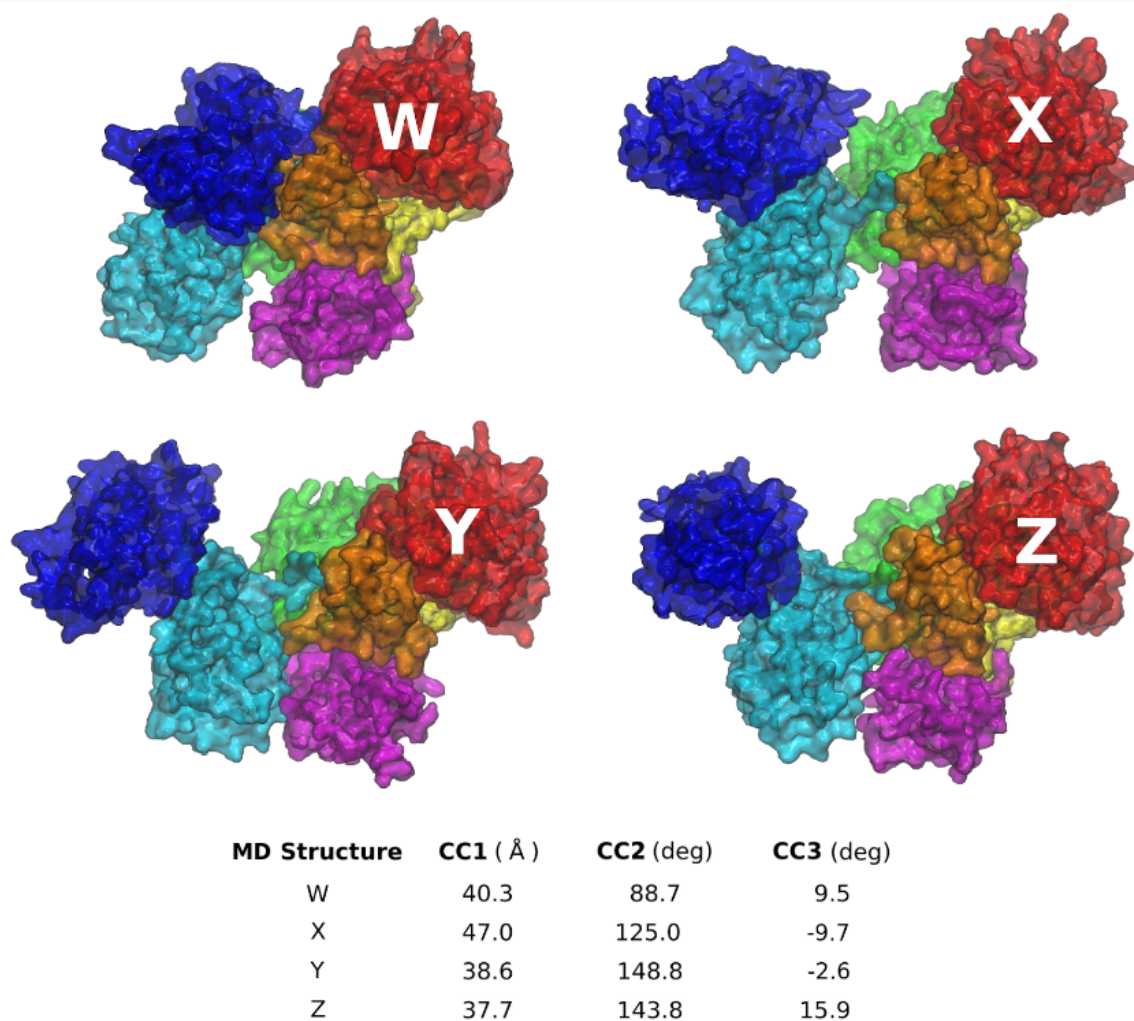 W
X
Y
Z
MD Structure CC1 ( Å ) CC2 (deg) CC3 (deg)
W 40.3 88.7 9.5
X 47.0 125.0 -9.7
Y 38.6 148.8 -2.6
Z 37.7 143.8 15.9